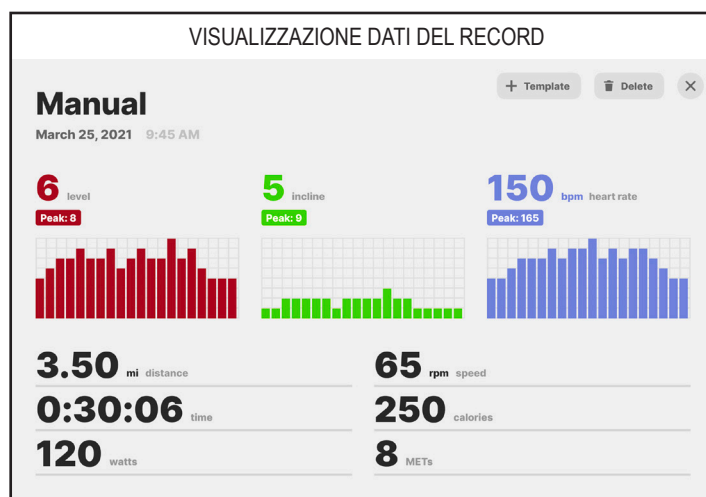 VISUALIZZAZIONE DATI DEL RECORD
+ Template
Delete
Manual
March 25, 2021 9:45 AM
6 level
Peak: 8
5 incline
Peak: 9
150 bpm heart rate
Peak: 165
3.50 mi distance
65 rpm speed
0:30:06 time
250 calories
120 watts
8 METs